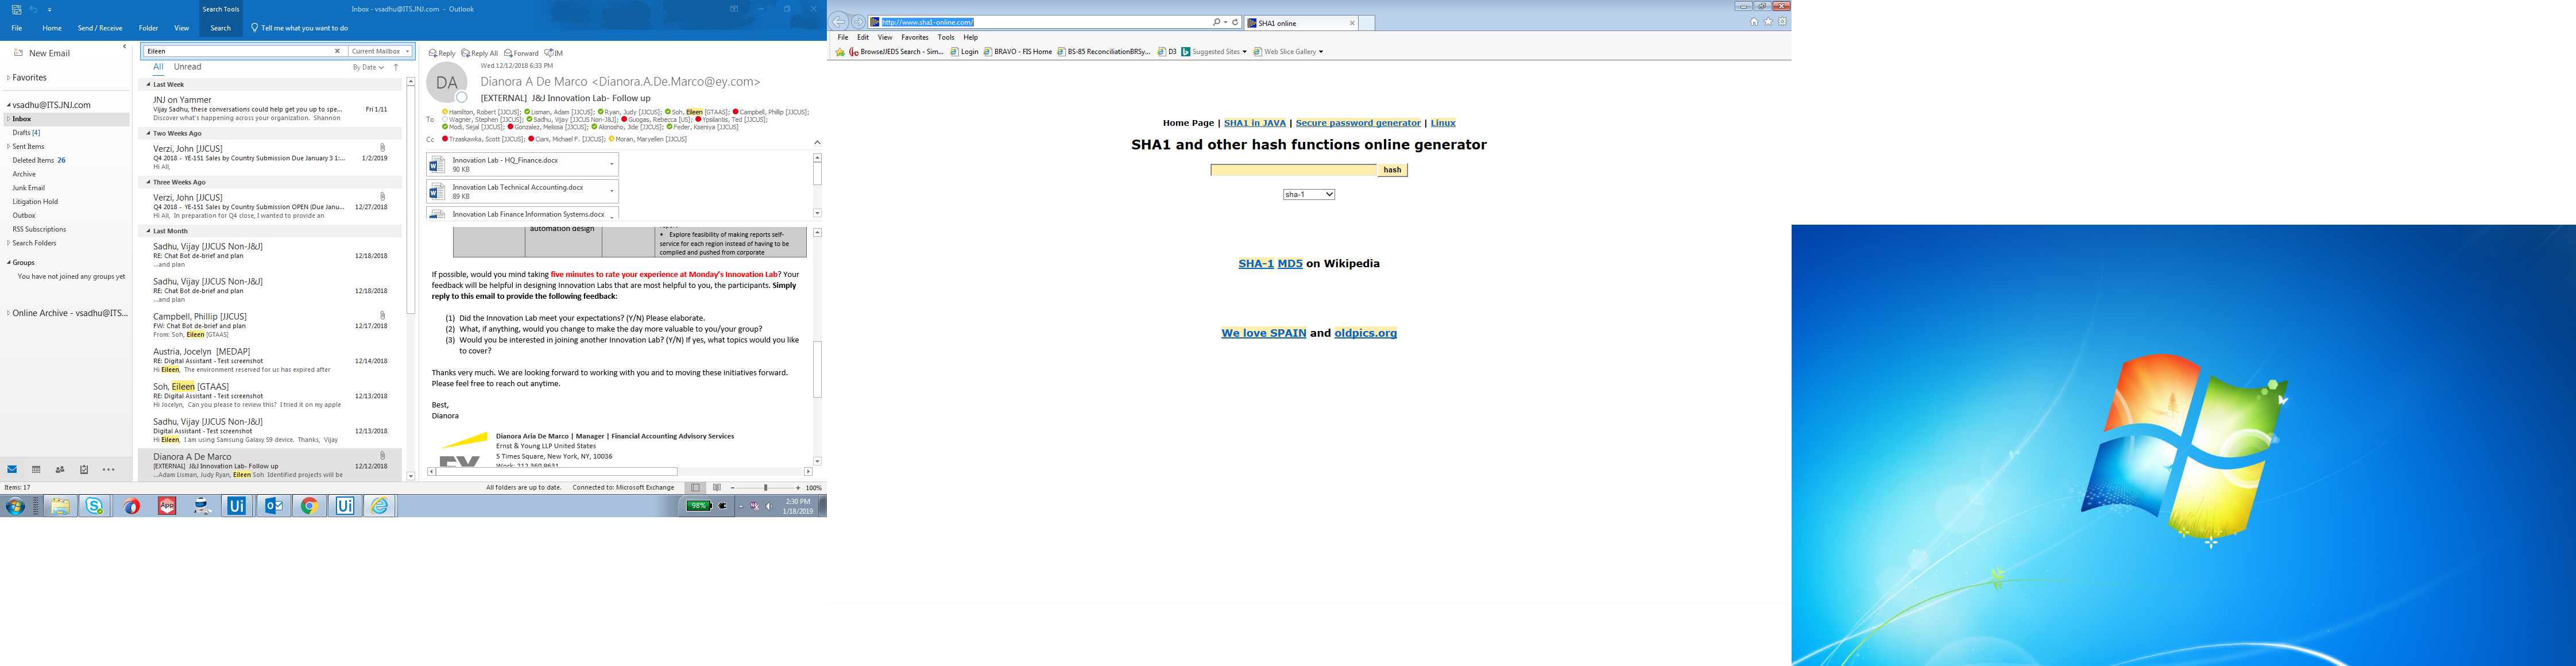 Search Tools
Inbox - vsadhu@ITS.JNJ.com - Outlook
File Home Send / Receive Folder View Search Tell me what you want to do
New Email
Favorites
vsadhu@ITS.JNJ.com
Inbox
Drafts [4]
Sent Items
Deleted Items 26
Archive
Junk Email
Litigation Hold
Outbox
RSS Subscriptions
Search Folders
Groups
You have not joined any groups yet
Online Archive - vsadhu@ITS...
Items: 17
Eileen
Current Mailbox
All Unread
By Date
Last Week
JNJ on Yammer
Vijay Sadhu, these conversations could help get you up to spe... Fri 1/11
Discover what's happening across your organization. Shannon
Two Weeks Ago
Verzi, John [JJCUS]
Q4 2018 - YE-151 Sales by Country Submission Due January 3 1:... 1/2/2019
Hi All,
Three Weeks Ago
Verzi, John [JJCUS]
Q4 2018 - YE-151 Sales by Country Submission OPEN (Due Janu... 12/27/2018
Hi All, In preparation for Q4 close, I wanted to provide an
Last Month
Sadhu, Vijay [JJCUS Non-J&J]
RE: Chat Bot de-brief and plan 12/18/2018
...and plan
Sadhu, Vijay [JJCUS Non-J&J]
RE: Chat Bot de-brief and plan 12/18/2018
...and plan
Campbell, Phillip [JJCUS]
FW: Chat Bot de-brief and plan 12/17/2018
From: Soh, Eileen [GTAAS]
Austria, Jocelyn [MEDAP]
RE: Digital Assistant - Test screenshot 12/14/2018
Hi Eileen, The environment reserved for us has expired after
Soh, Eileen [GTAAS]
RE: Digital Assistant - Test screenshot 12/13/2018
Hi Jocelyn, Can you please to review this? I tried it on my apple
Sadhu, Vijay [JJCUS Non-J&J]
Digital Assistant - Test screenshot 12/13/2018
Hi Eileen, I am using Samsung Galaxy S9 device. Thanks, Vijay
Dianora A De Marco
[EXTERNAL] J&J Innovation Lab- Follow up 12/12/2018
...Adam Lisman, Judy Ryan, Eileen Soh Identified projects will be
Reply Reply All Forward IM
Wed 12/12/2018 6:33 PM
DA
Dianora A De Marco <Dianora.A.De.Marco@ey.com>
[EXTERNAL] J&J Innovation Lab- Follow up
To
Hamilton, Robert [JJCUS]; Lisman, Adam [JJCUS]; Ryan, Judy [JJCUS]; Soh, Eileen [GTAAS]; Campbell, Phillip [JJCUS];
Wagner, Stephen [JJCUS]; Sadhu, Vijay [JJCUS Non-J&J]; Guogas, Rebecca [US]; Ypsilantis, Ted [JJCUS];
Modi, Sejal [JJCUS]; Gonzalez, Melissa [JJCUS]; Akinosho, Jide [JJCUS]; Feder, Kseniya [JJCUS]
Cc Trzaskawka, Scott [JJCUS]; Ciani, Michael F. [JJCUS]; Moran, Maryellen [JJCUS]
Innovation Lab - HQ_Finance.docx
90 KB
Innovation Lab Technical Accounting.docx
89 KB
Innovation Lab Finance Information Systems.docx
automation design
• Explore feasibility of making reports self-
service for each region instead of having to be
compiled and pushed from corporate
If possible, would you mind taking five minutes to rate your experience at Monday's Innovation Lab? Your
feedback will be helpful in designing Innovation Labs that are most helpful to you, the participants. Simply
reply to this email to provide the following feedback:
(1) Did the Innovation Lab meet your expectations? (Y/N) Please elaborate.
(2) What, if anything, would you change to make the day more valuable to you/your group?
(3) Would you be interested in joining another Innovation Lab? (Y/N) If yes, what topics would you like
to cover?
Thanks very much. We are looking forward to working with you and to moving these initiatives forward.
Please feel free to reach out anytime.
Best,
Dianora
Dianora Aria De Marco | Manager | Financial Accounting Advisory Services
Ernst & Young LLP United States
5 Times Square, New York, NY, 10036
Work: 212 360 9631
All folders are up to date. Connected to: Microsoft Exchange 100%
App
Ui
Ui
98%
2:30 PM
1/18/2019
http://www.sha1-online.com/
SHA1 online
File Edit View Favorites Tools Help
BrowseJJEDS Search - Sim... Login BRAVO - FIS Home BS-85 ReconciliationBRSy... D3 Suggested Sites Web Slice Gallery
Home Page | SHA1 in JAVA | Secure password generator | Linux
SHA1 and other hash functions online generator
hash
sha-1
SHA-1 MD5 on Wikipedia
We love SPAIN and oldpics.org